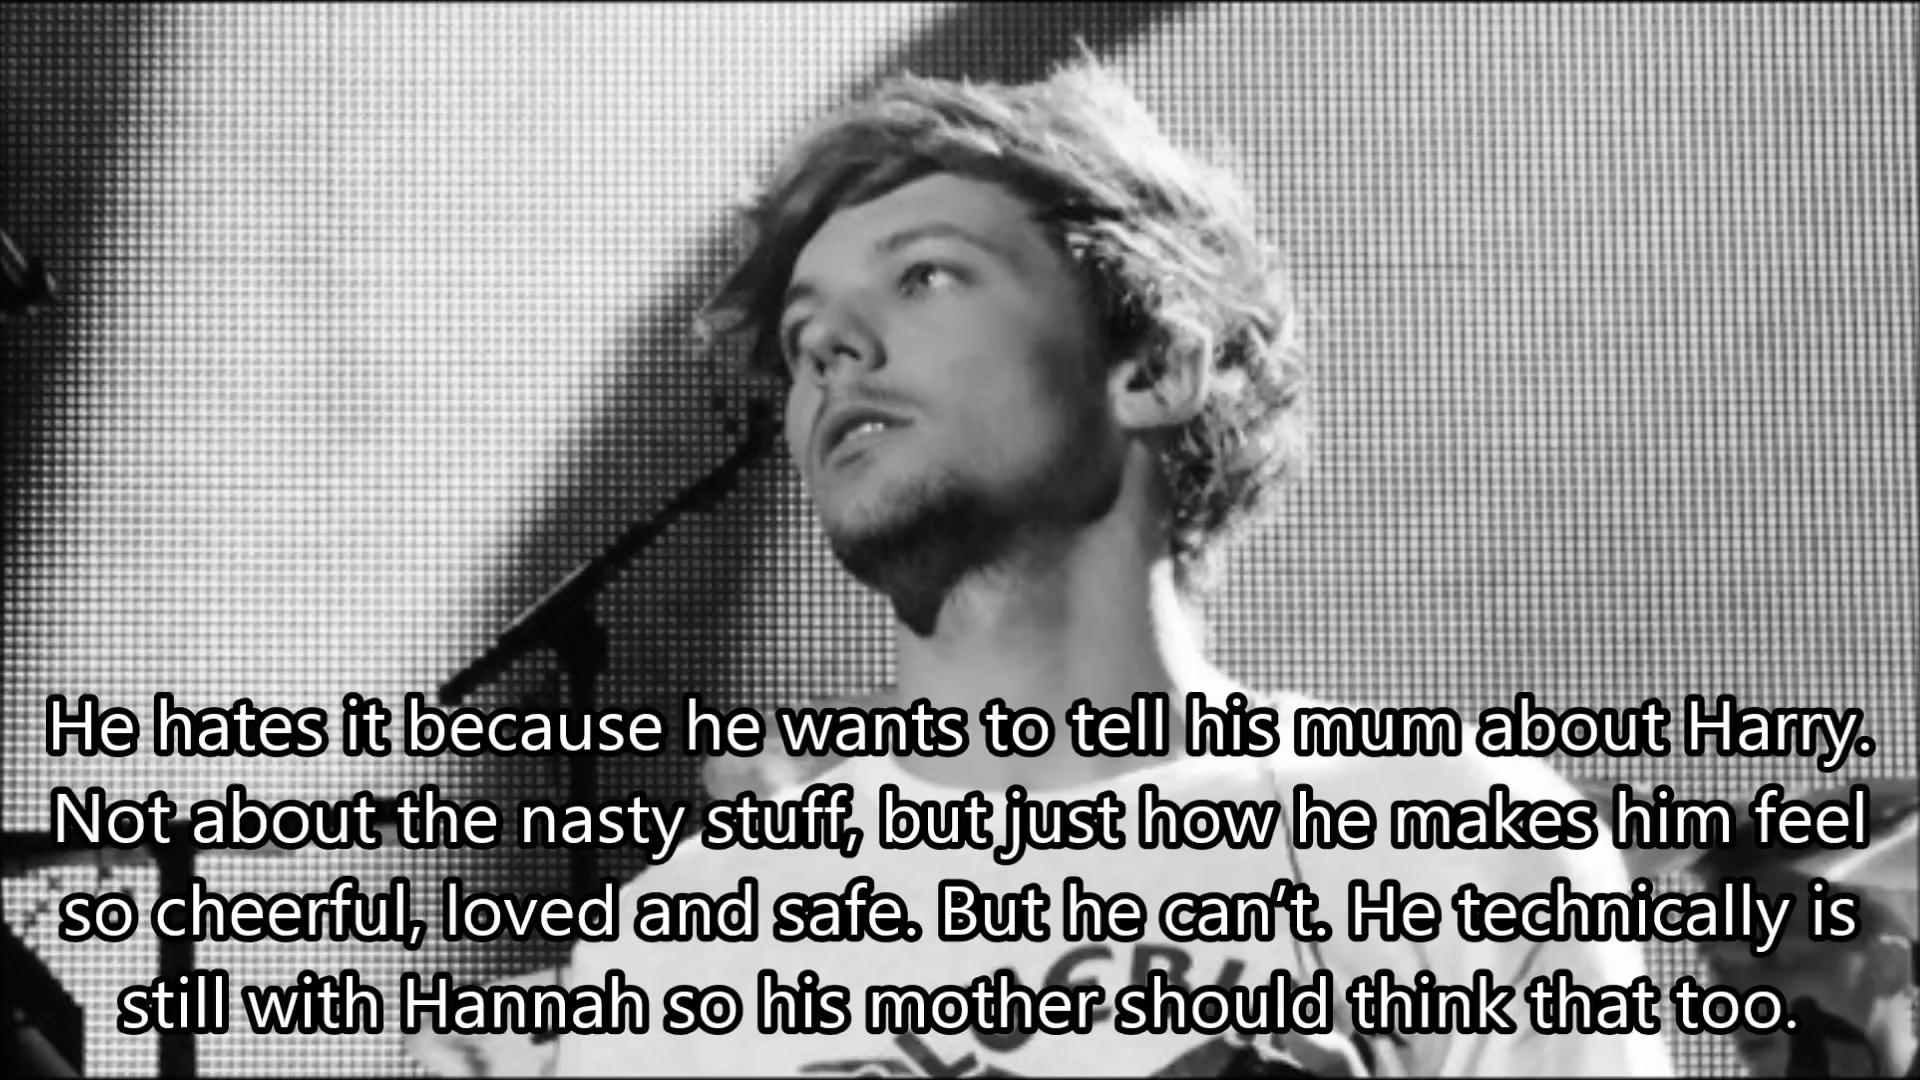 He hates it because he wants to tell his mum about Harry.
Not about the nasty stuff, but just how he makes him feel
so cheerful, loved and safe. But he can’t. He technically is
still with Hannah so his mother should think that too.